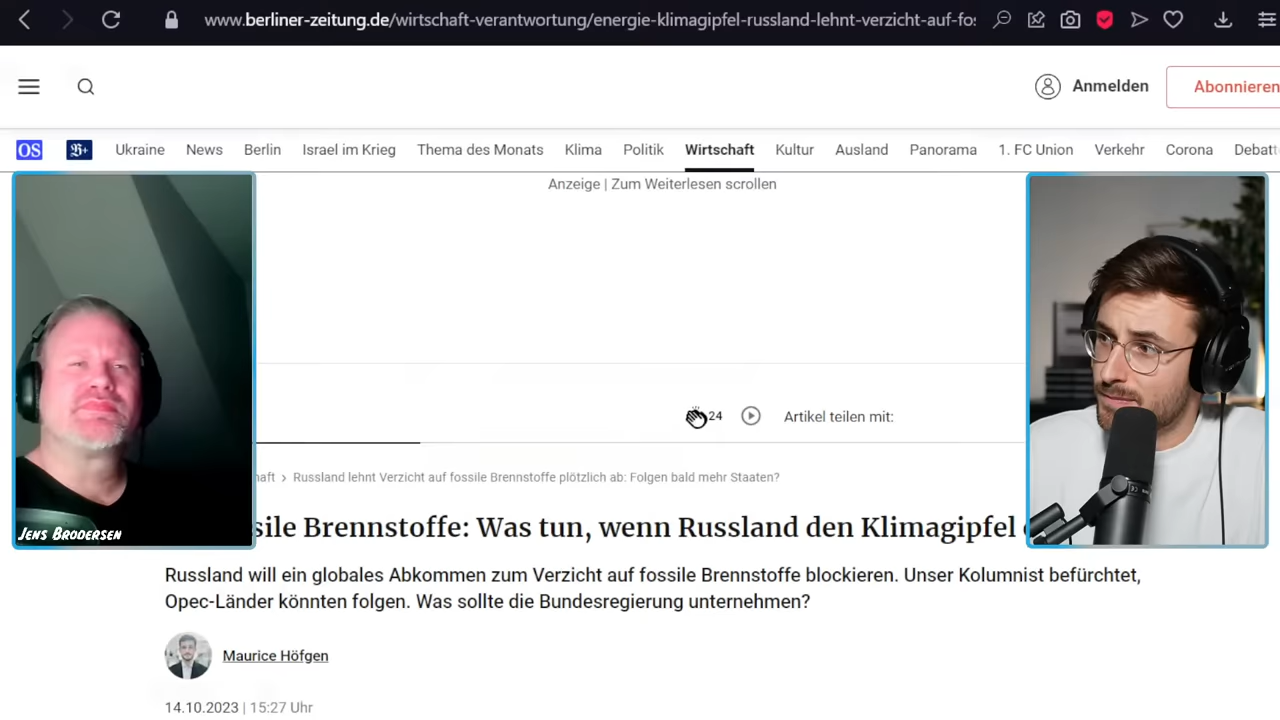 www.berliner-zeitung.de/wirtschaft-verantwortung/energie-klimagipfel-russland-lehnt-verzicht-auf-fos
Anmelden
Abonnieren
OS B+ Ukraine News Berlin Israel im Krieg Thema des Monats Klima Politik Wirtschaft Kultur Ausland Panorama 1. FC Union Verkehr Corona Debatt
Anzeige | Zum Weiterlesen scrollen
24 Artikel teilen mit:
haft › Russland lehnt Verzicht auf fossile Brennstoffe plötzlich ab: Folgen bald mehr Staaten?
sile Brennstoffe: Was tun, wenn Russland den Klimagipfel
Jens Brodersen
Russland will ein globales Abkommen zum Verzicht auf fossile Brennstoffe blockieren. Unser Kolumnist befürchtet,
Opec-Länder könnten folgen. Was sollte die Bundesregierung unternehmen?
Maurice Höfgen
14.10.2023 | 15:27 Uhr